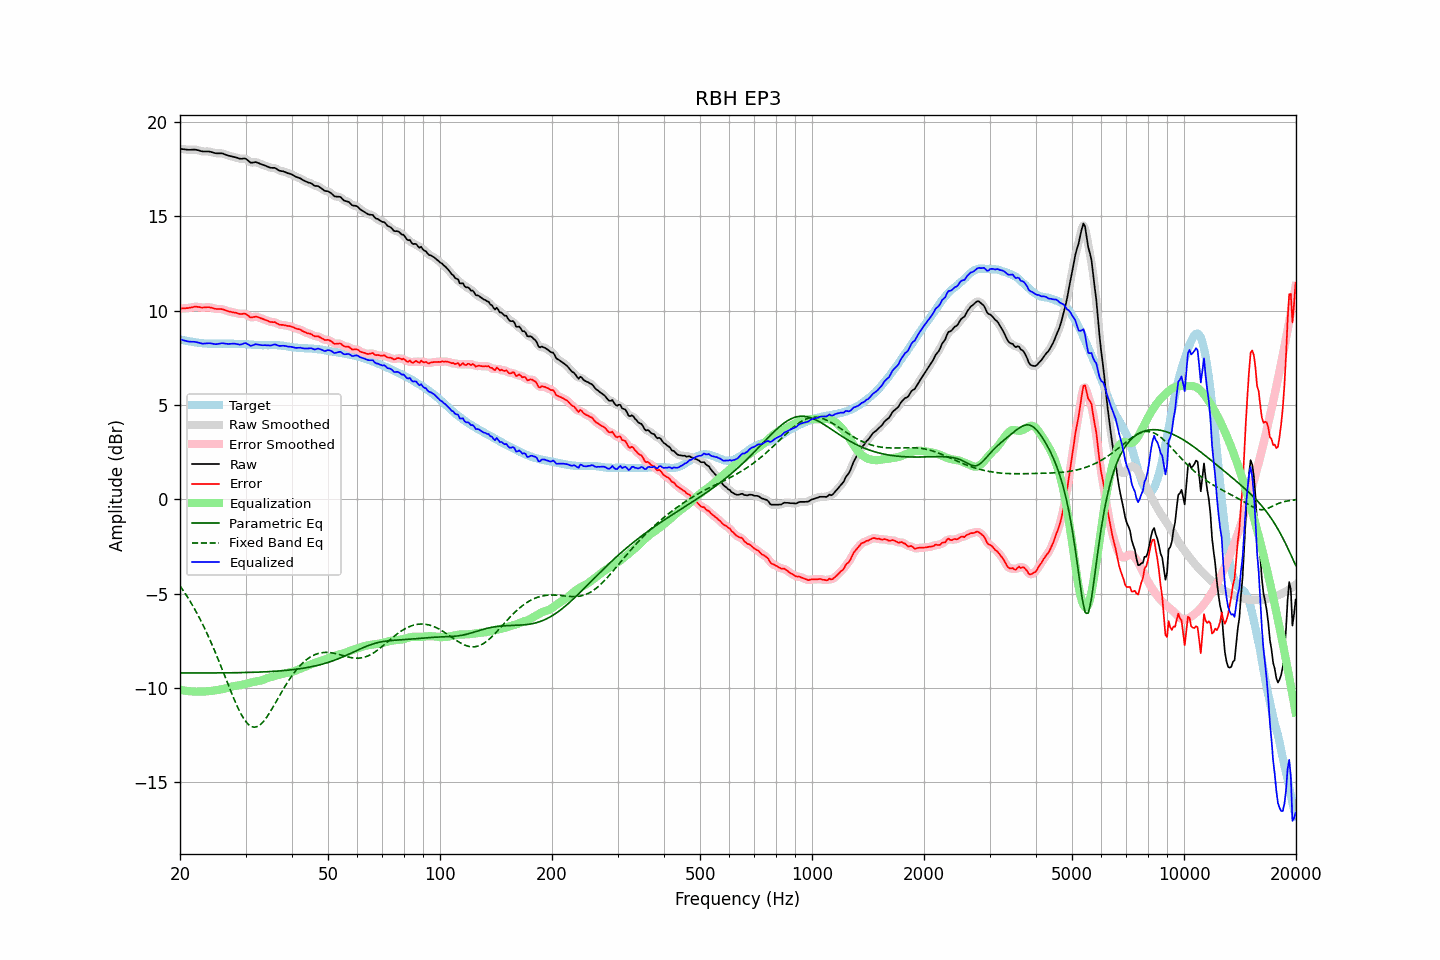 RBH EP3
20
15
10
5
0
−5
−10
−15
Amplitude (dBr)
Target
Raw Smoothed
Error Smoothed
Raw
Error
Equalization
Parametric Eq
Fixed Band Eq
Equalized
20 50 100 200 500 1000 2000 5000 10000 20000
Frequency (Hz)